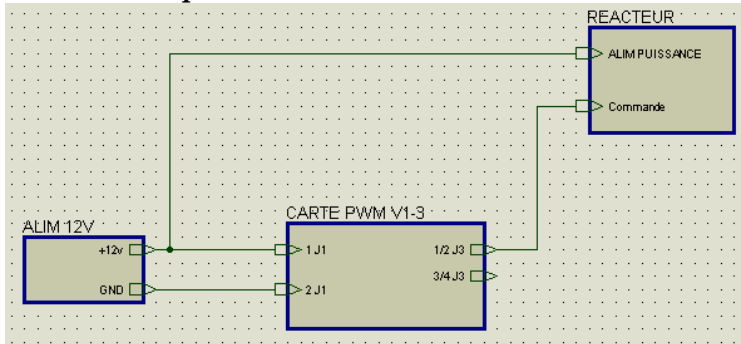 REACTEUR
ALIM PUISSANCE
Commande
CARTE PWM V1-3
ALIM 12V
+12v
1 J1
1/2 J3
3/4 J3
GND
2 J1